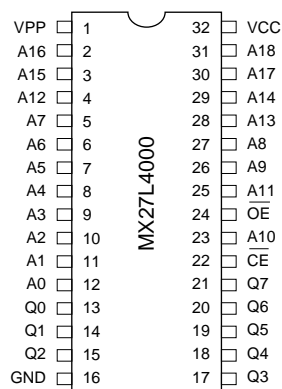 VPP 1 32 VCC
A16 2 31 A18
A15 3 30 A17
A12 4 29 A14
A7 5 28 A13
A6 6 27 A8
A5 7 26 A9
A4 8 25 A11
A3 9 24 O̅E̅
A2 10 23 A10
A1 11 22 C̅E̅
A0 12 21 Q7
Q0 13 20 Q6
Q1 14 19 Q5
Q2 15 18 Q4
GND 16 17 Q3
MX27L4000